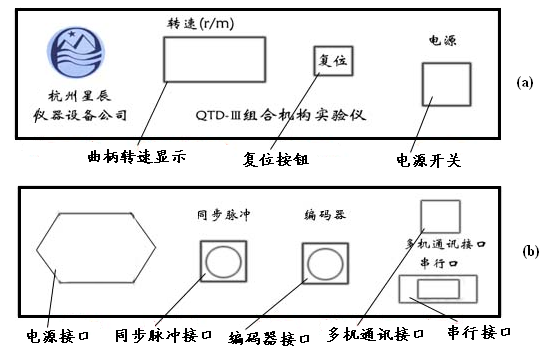 转速(r/m)
复位
电源
杭州星辰
仪器设备公司
QTD-III组合机构实验仪
(a)
曲柄转速显示
复位按钮
电源开关
同步脉冲
编码器
多机通讯接口
串行口
(b)
电源接口
同步脉冲接口
编码器接口
多机通讯接口
串行接口